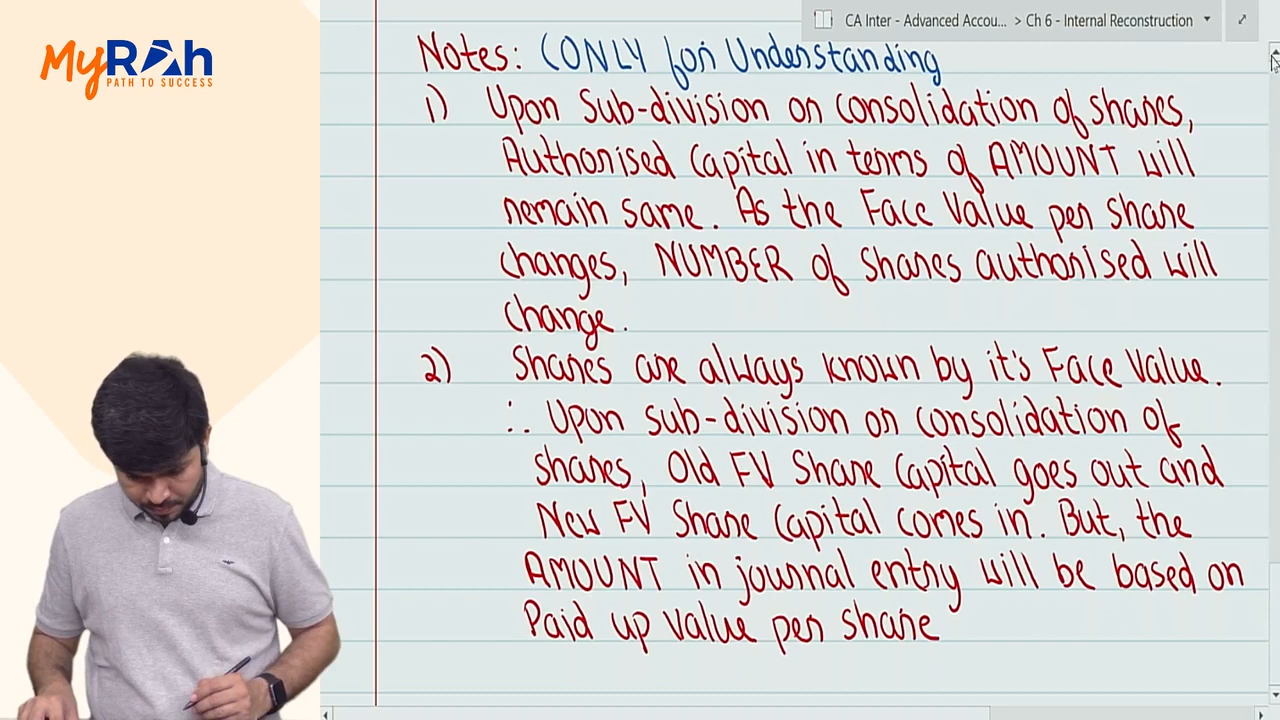 MyRAh
PATH TO SUCCESS
CA Inter - Advanced Accou... > Ch 6 - Internal Reconstruction
Notes: (ONLY for Understanding
1) Upon Sub-division or consolidation of shares,
Authorised Capital in terms of AMOUNT will
remain same. As the Face Value per share
changes, NUMBER of shares authorised will
change.
2) Shares are always known by it's Face Value.
∴ Upon sub-division or consolidation of
shares, Old FV Share Capital goes out and
New FV Share Capital comes in. But, the
AMOUNT in journal entry will be based on
Paid up value per share